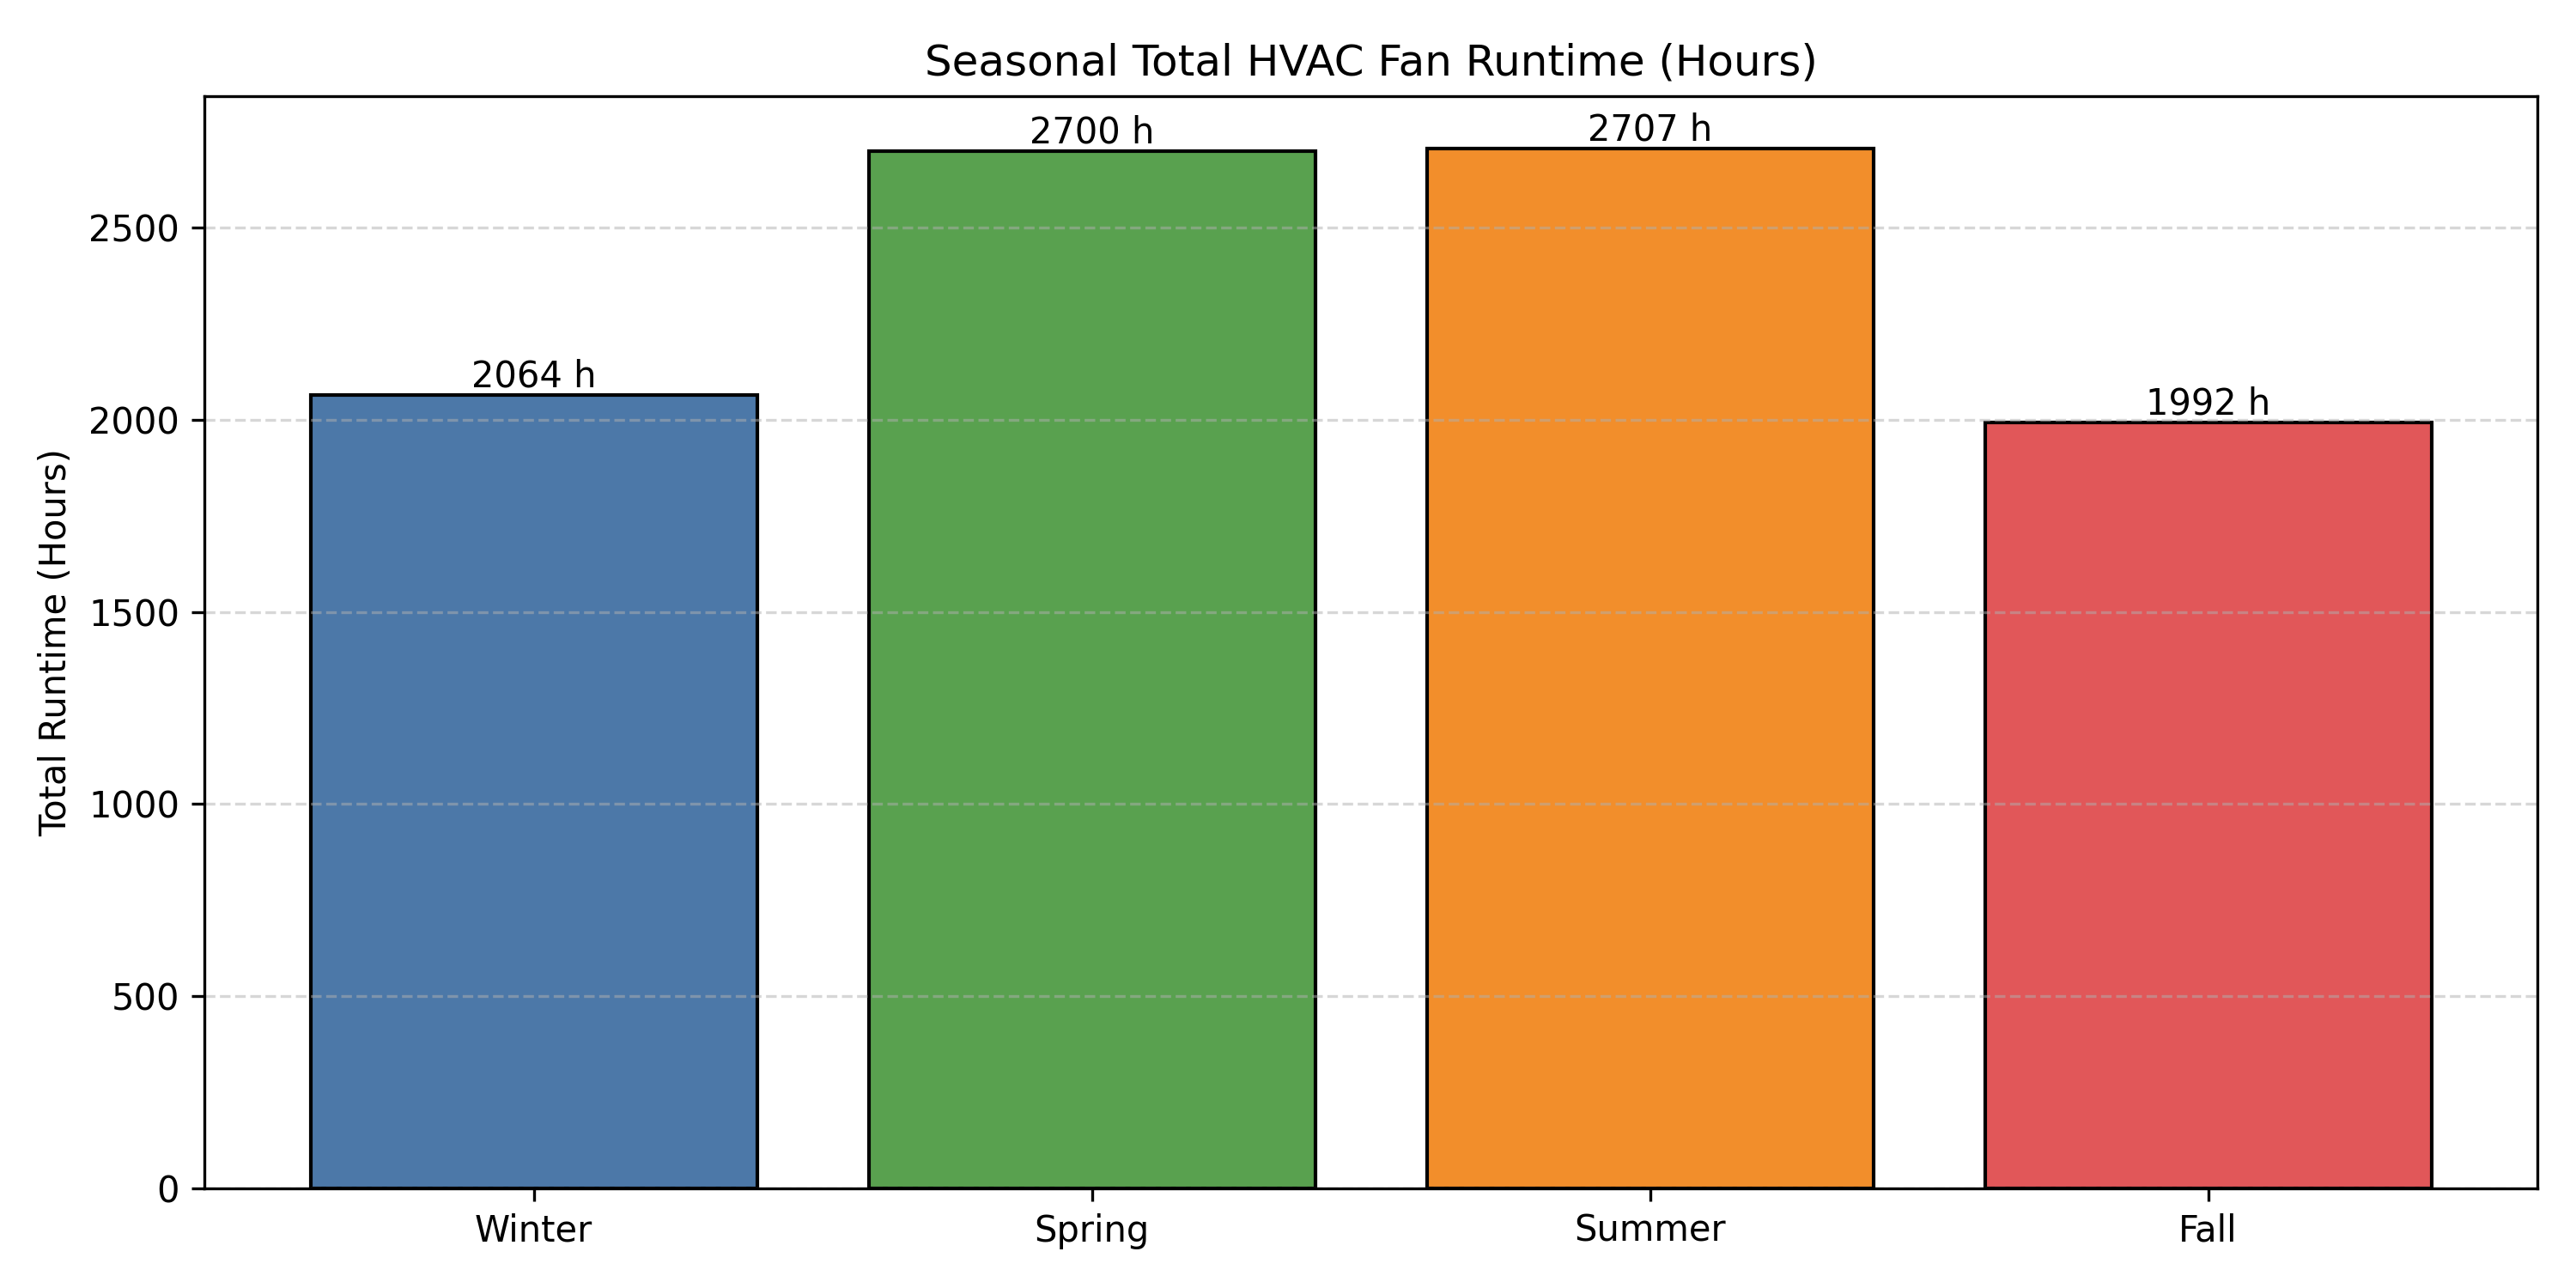 Seasonal Total HVAC Fan Runtime (Hours)
Total Runtime (Hours)
2500
2000
1500
1000
500
0
2064 h
2700 h
2707 h
1992 h
Winter
Spring
Summer
Fall